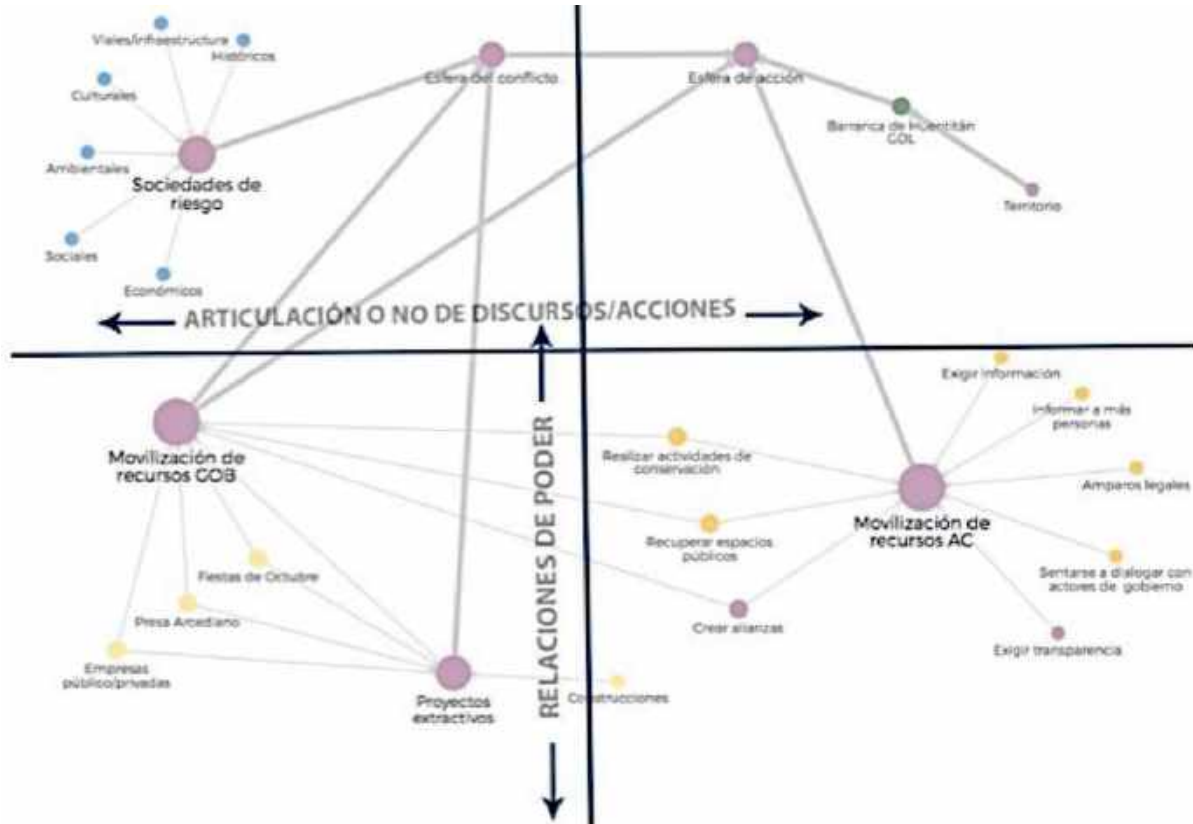 Viales/infraestructura
Históricos
Culturales
Ambientales
Sociedades de
riesgo
Sociales
Económicos
Esfera del conflicto
Esfera de acción
Barranca de Huentitán
GDL
Territorio
ARTICULACIÓN O NO DE DISCURSOS/ACCIONES
RELACIONES DE PODER
Movilización de
recursos GOB
Fiestas de Octubre
Presa Arcediano
Empresas
público/privadas
Proyectos
extractivos
Construcciones
Realizar actividades de
conservación
Recuperar espacios
públicos
Crear alianzas
Exigir información
Informar a más
personas
Amparos legales
Movilización de
recursos AC
Sentarse a dialogar con
actores de gobierno
Exigir transparencia